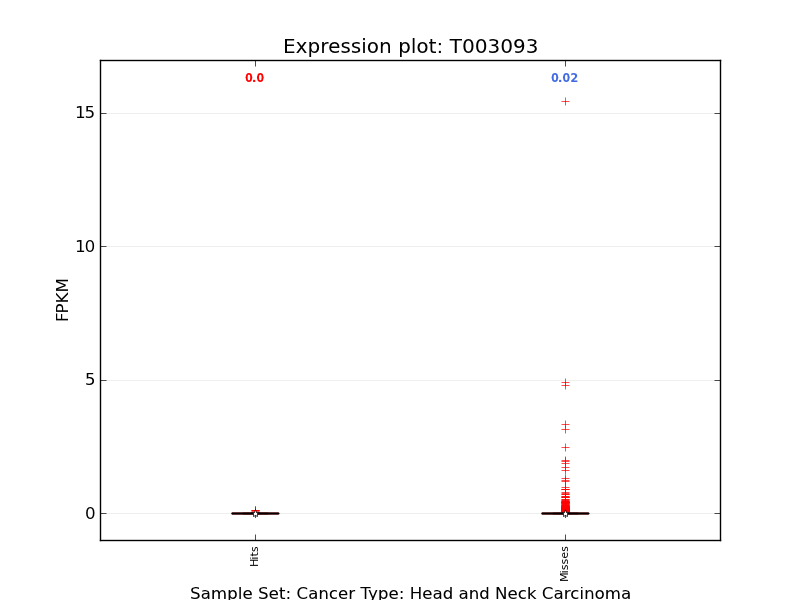 Expression plot: T003093
0.0
0.02
15
10
5
0
FPKM
Hits
Misses
Sample Set: Cancer Type: Head and Neck Carcinoma